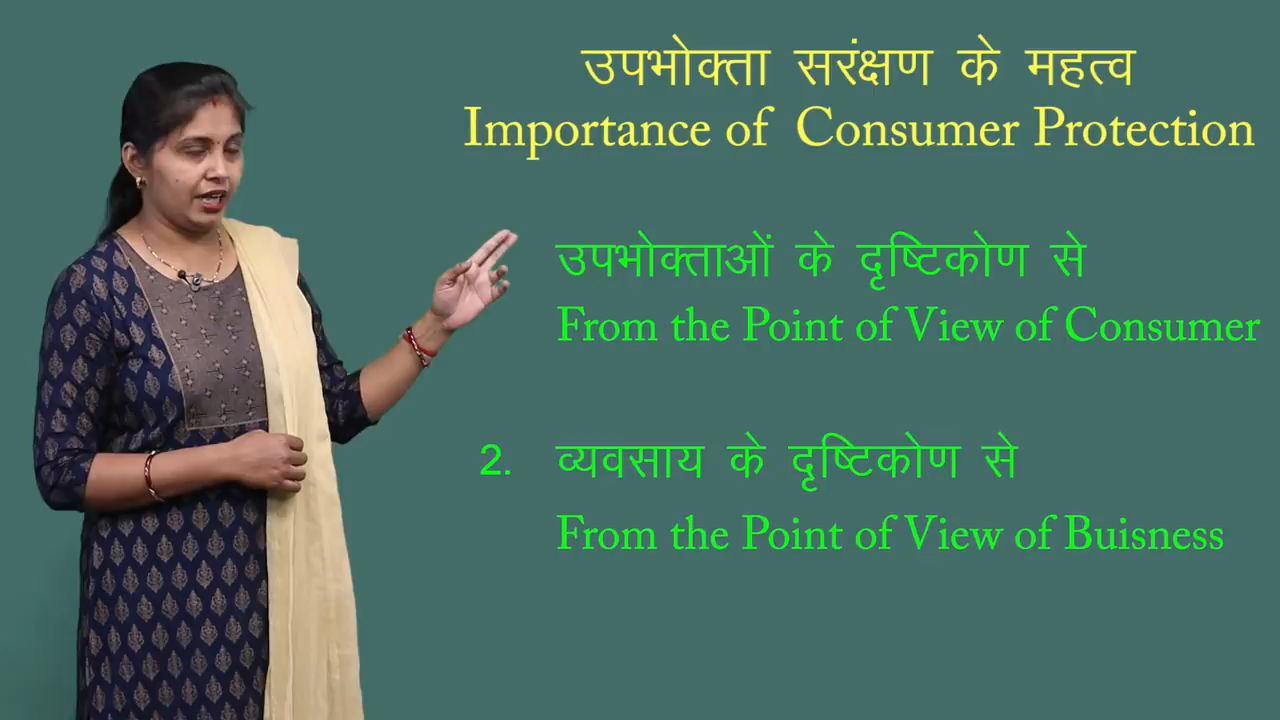 उपभोक्ता सरंक्षण के महत्व
Importance of Consumer Protection
उपभोक्ताओं के दृष्टिकोण से
From the Point of View of Consumer
2. व्यवसाय के दृष्टिकोण से
From the Point of View of Buisness